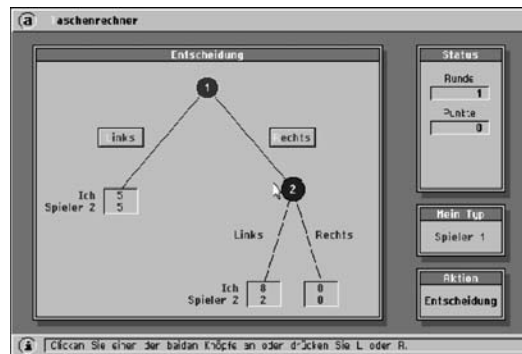 a Taschenrechner
Entscheidung
1
Links
Rechts
Ich 5
Spieler 2 5
2
Links Rechts
Ich 8 0
Spieler 2 2 0
Status
Runde
1
Punkte
0
Mein Typ
Spieler 1
Aktion
Entscheidung
i Clicken Sie einer der beiden Knöpfe an oder drücken Sie L oder R.